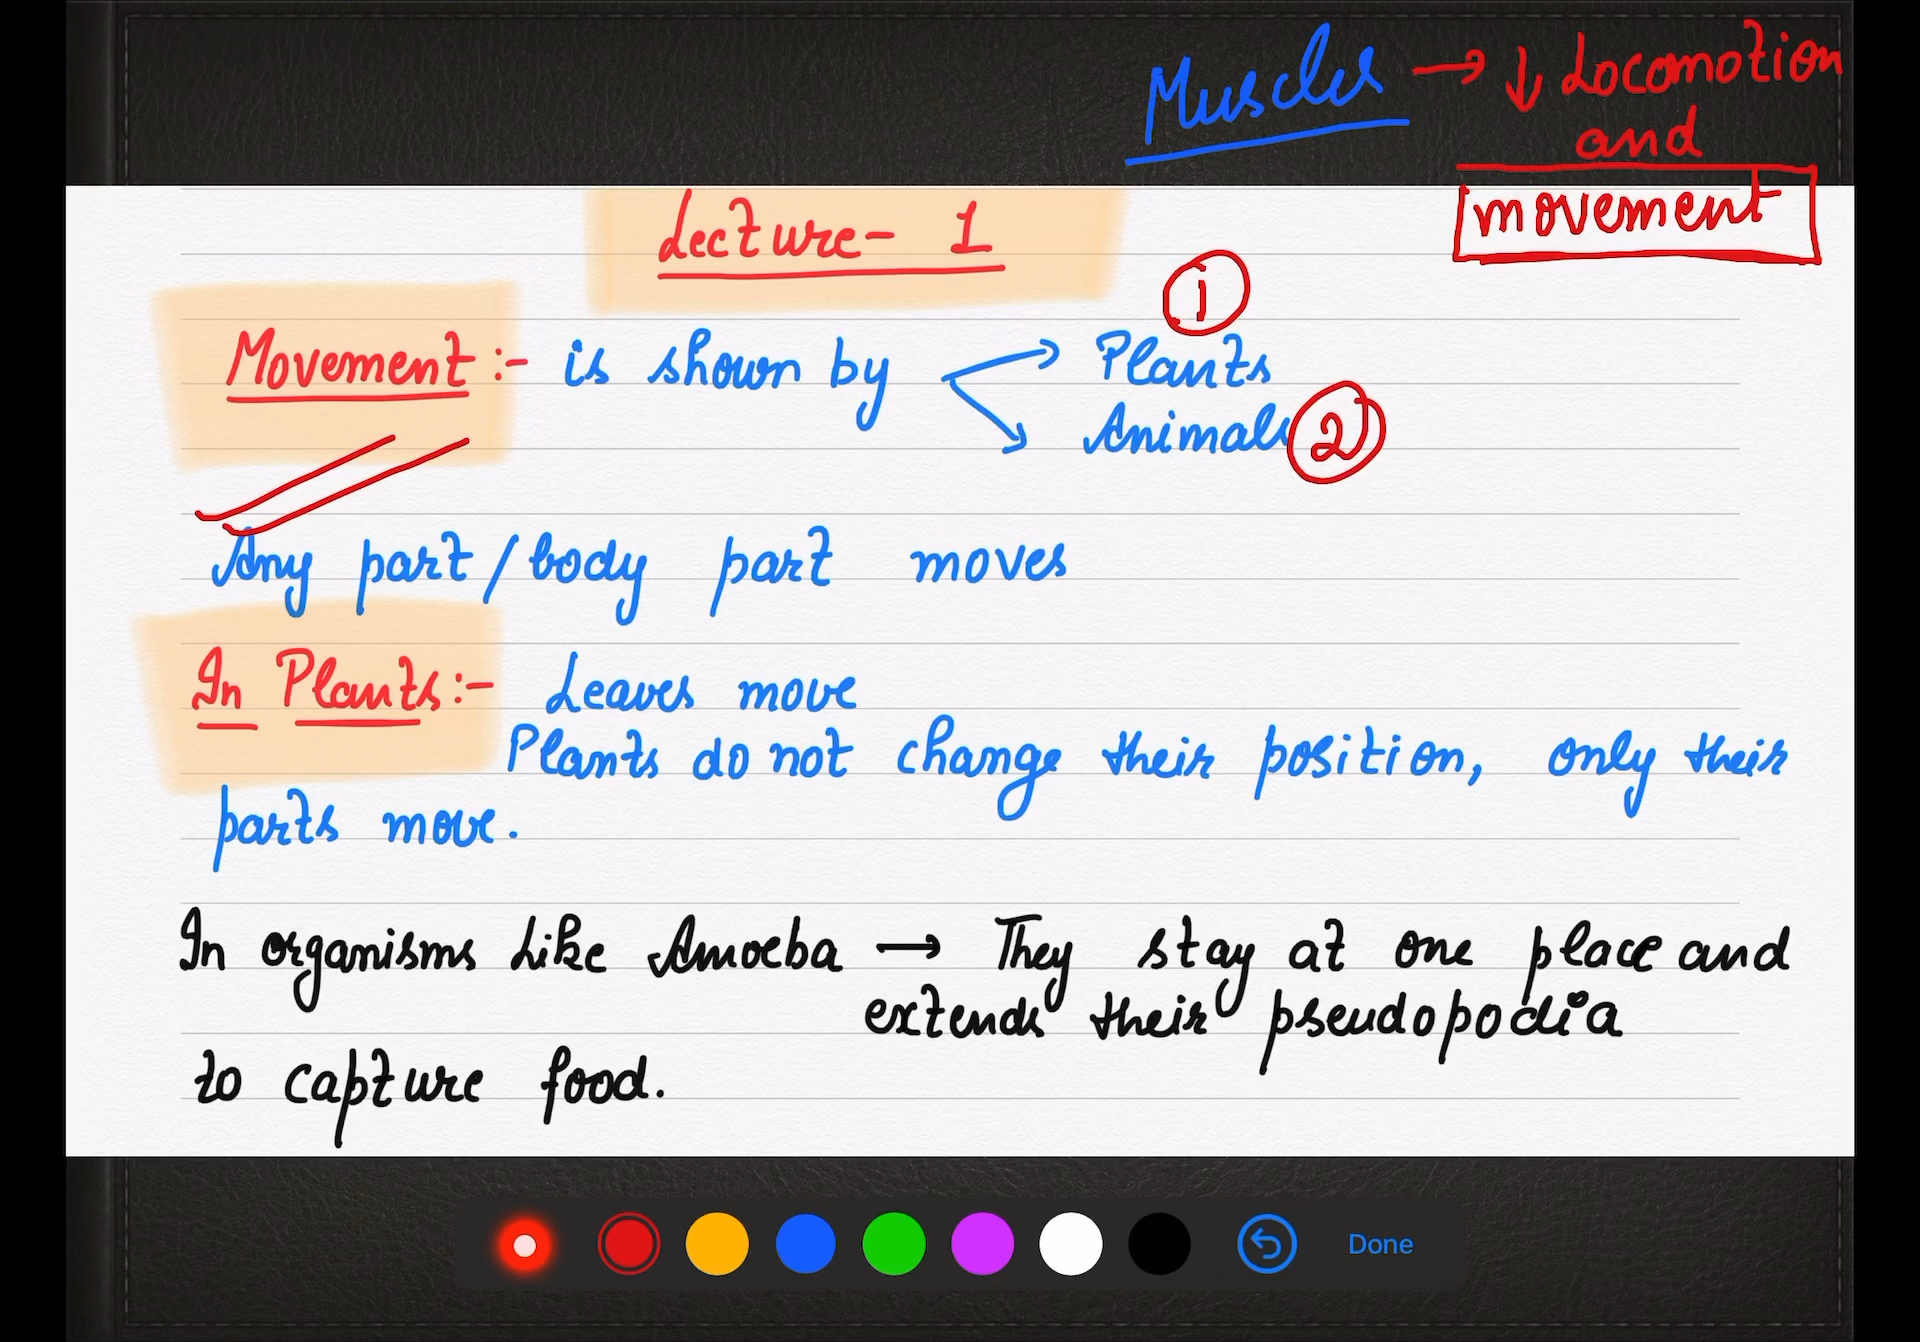 Muscles → ↓ Locomotion
and
movement
Lecture- 1
1
Movement :- is shown by → Plants
→ Animals 2
Any part/body part moves
In Plants :- Leaves move
Plants do not change their position, only their
parts move.
In organisms like Amoeba → They stay at one place and
extends their pseudopodia
to capture food.
Done